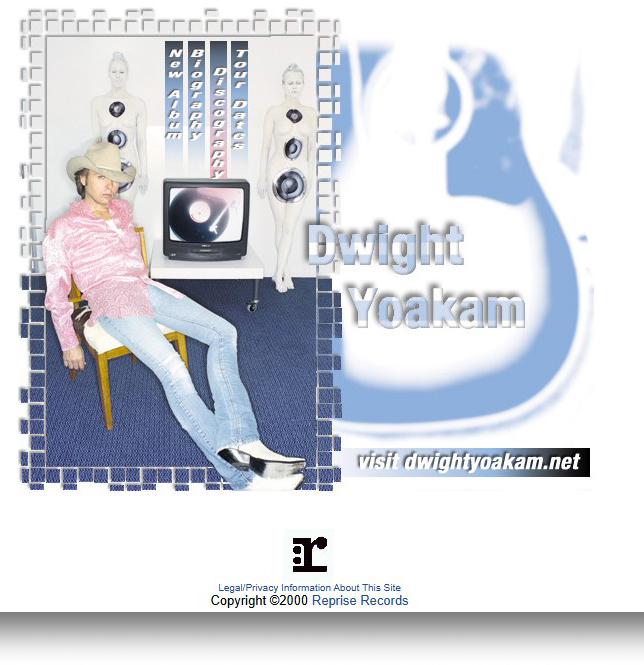 New Album
Biography
Discography
Tour Dates
Dwight
Yoakam
visit dwightyoakam.net
r
Legal/Privacy Information About This Site
Copyright ©2000 Reprise Records